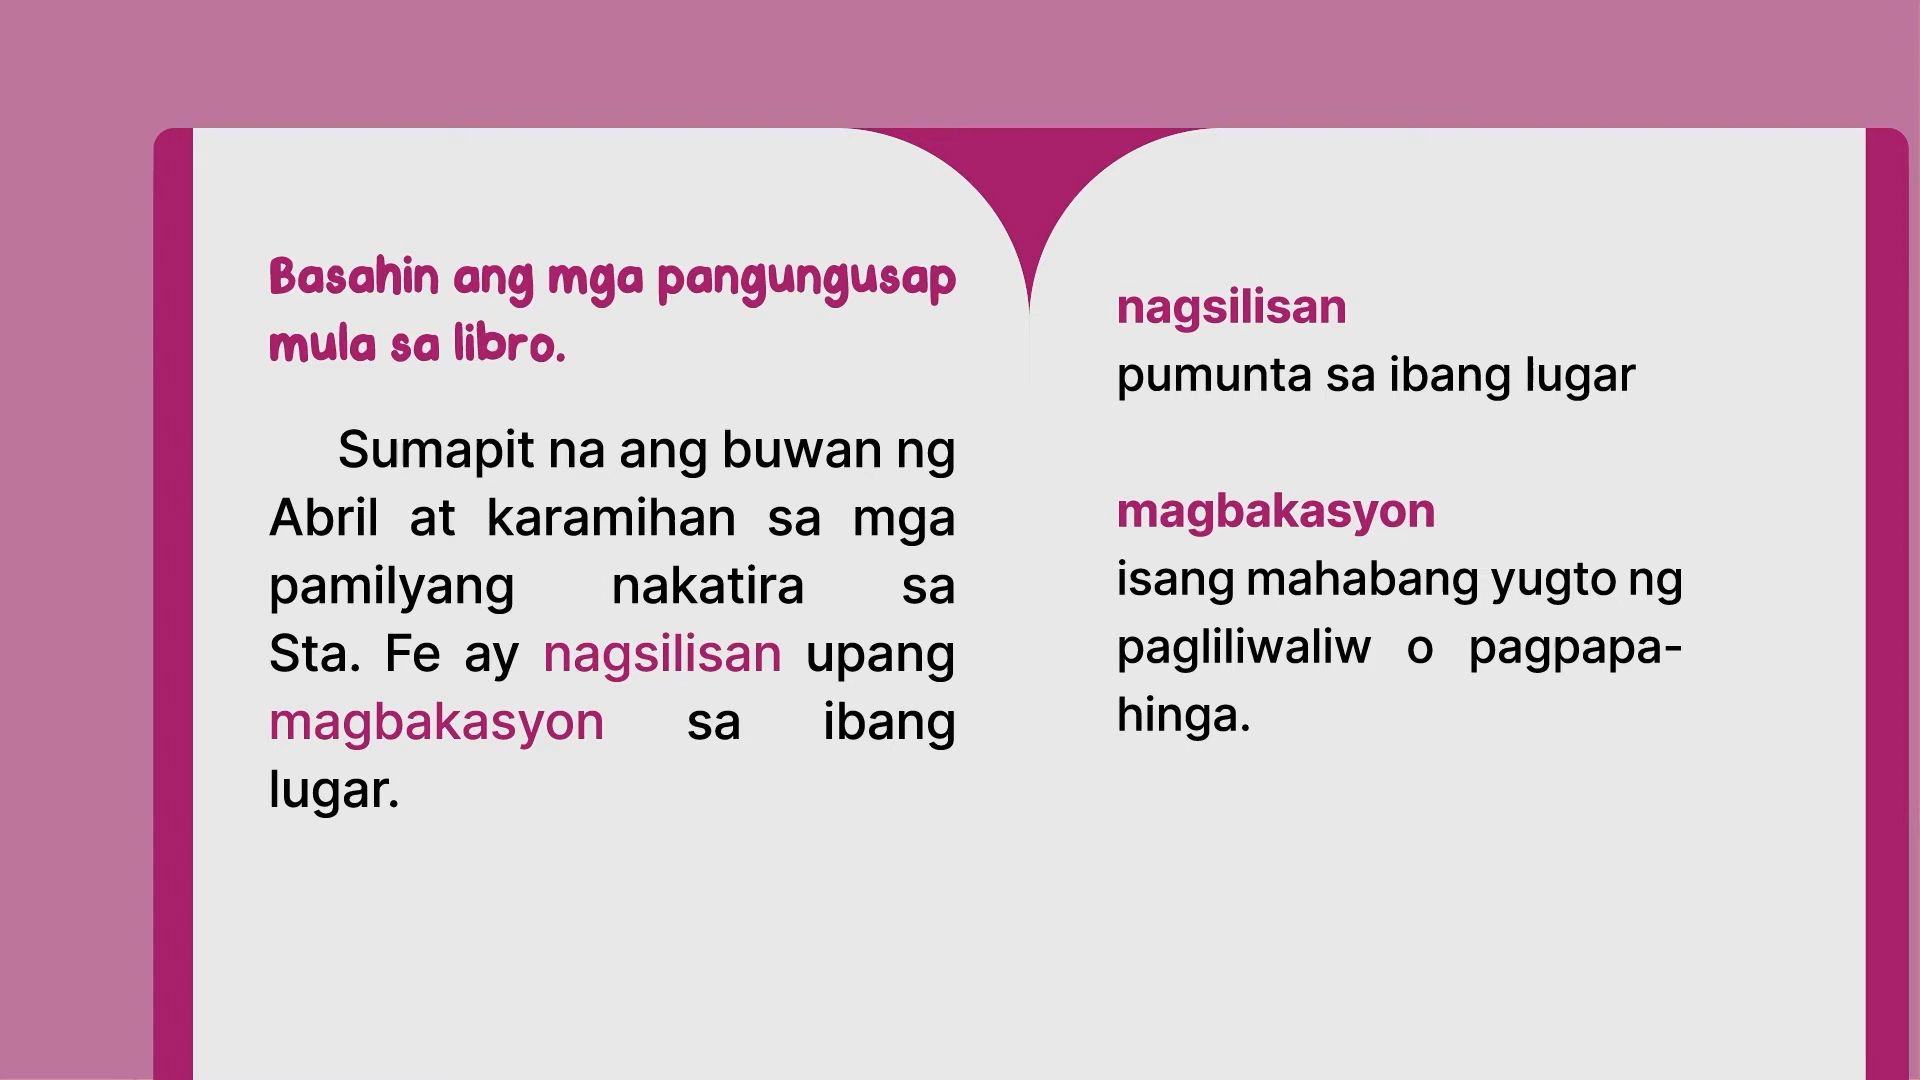 Basahin ang mga pangungusap
mula sa libro.
Sumapit na ang buwan ng
Abril at karamihan sa mga
pamilyang nakatira sa
Sta. Fe ay nagsilisan upang
magbakasyon sa ibang
lugar.
nagsilisan
pumunta sa ibang lugar
magbakasyon
isang mahabang yugto ng
pagliliwaliw o pagpapa-
hinga.